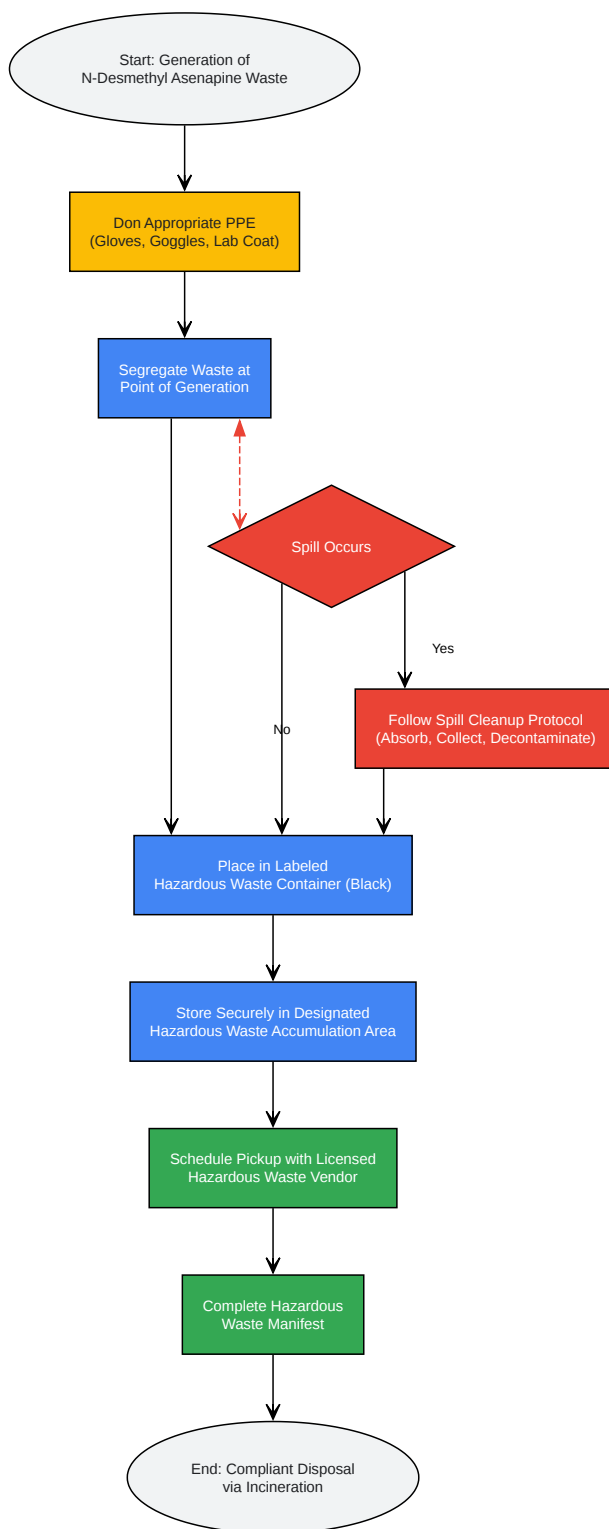 Start: Generation of
N-Desmethyl Asenapine Waste
Don Appropriate PPE
(Gloves, Goggles, Lab Coat)
Segregate Waste at
Point of Generation
Spill Occurs
Yes
Follow Spill Cleanup Protocol
(Absorb, Collect, Decontaminate)
No
Place in Labeled
Hazardous Waste Container (Black)
Store Securely in Designated
Hazardous Waste Accumulation Area
Schedule Pickup with Licensed
Hazardous Waste Vendor
Complete Hazardous
Waste Manifest
End: Compliant Disposal
via Incineration